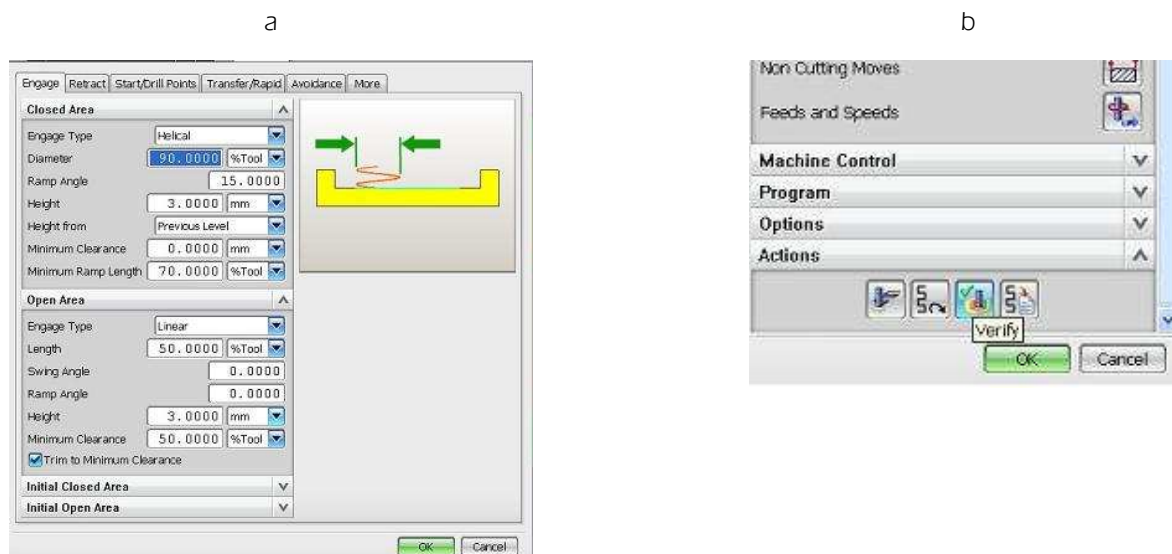 a
b
Engage Retract Start/Drill Points Transfer/Rapid Avoidance More
Closed Area
Engage Type Helical
Diameter 90.0000 %Tool
Ramp Angle 15.0000
Height 3.0000 mm
Height from Previous Level
Minimum Clearance 0.0000 mm
Minimum Ramp Length 70.0000 %Tool
Open Area
Engage Type Linear
Length 50.0000 %Tool
Swing Angle 0.0000
Ramp Angle 0.0000
Height 3.0000 mm
Minimum Clearance 50.0000 %Tool
Trim to Minimum Clearance
Initial Closed Area
Initial Open Area
OK Cancel
Non Cutting Moves
Feeds and Speeds
Machine Control
Program
Options
Actions
Verify
OK Cancel